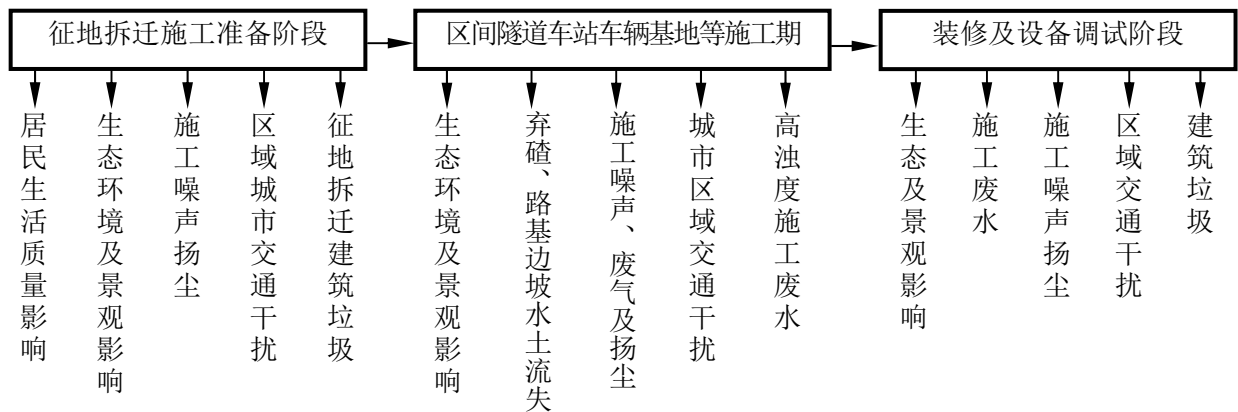 征地拆迁施工准备阶段
区间隧道车站车辆基地等施工期
装修及设备调试阶段
居民生活质量影响
生态环境及景观影响
施工噪声扬尘
区域城市交通干扰
征地拆迁建筑垃圾
生态环境及景观影响
弃碴、路基边坡水土流失
施工噪声、废气及扬尘
城市区域交通干扰
高浊度施工废水
生态及景观影响
施工废水
施工噪声扬尘
区域交通干扰
建筑垃圾